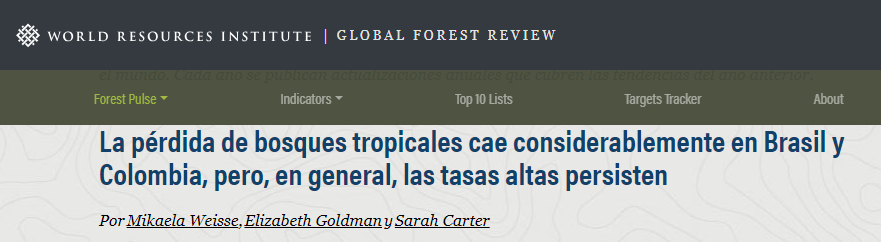 WORLD RESOURCES INSTITUTE | GLOBAL FOREST REVIEW
el mundo. Cada año se publican actualizaciones anuales que cubren las tendencias del año anterior.
Forest Pulse Indicators Top 10 Lists Targets Tracker About
La pérdida de bosques tropicales cae considerablemente en Brasil y
Colombia, pero, en general, las tasas altas persisten
Por Mikaela Weisse, Elizabeth Goldman y Sarah Carter